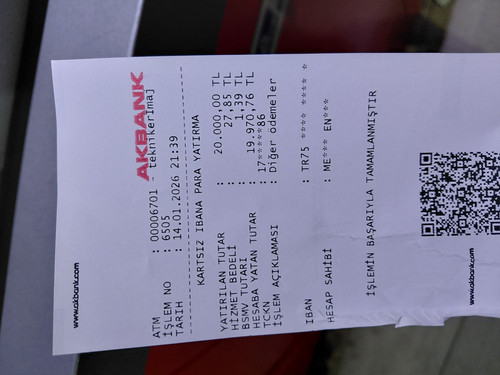 www.akbank.com
AKBANK
ATM : 00006701 - teknikerImaj
İŞLEM NO : 6505
TARİH : 14.01.2026 21:39
KARTSIZ IBANA PARA YATIRMA
YATIRILAN TUTAR : 20.000,00 TL
HİZMET BEDELİ : 27,85 TL
BSMV TUTARI : 1,39 TL
HESABA YATAN TUTAR : 19.970,76 TL
TCKN : 17*******86
İŞLEM AÇIKLAMASI : Diğer ödemeler
IBAN : TR75 **** **** *
HESAP SAHİBİ : ME*** EN***
İŞLEMİN BAŞARIYLA TAMAMLANMIŞTIR
www.akbank.com